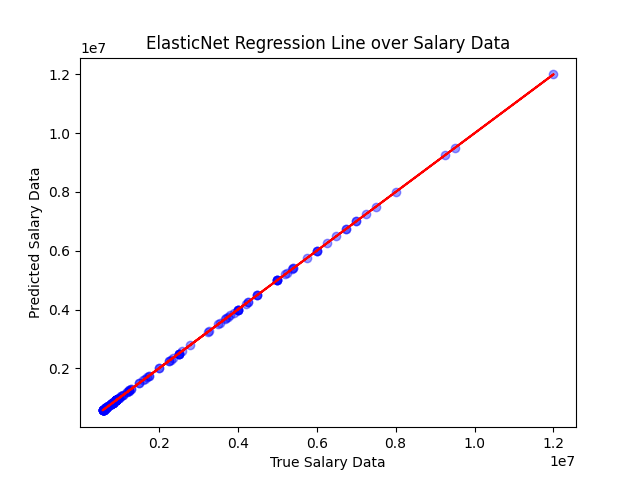 ElasticNet Regression Line over Salary Data
1e7
1.2
1.0
0.8
0.6
0.4
0.2
Predicted Salary Data
0.2 0.4 0.6 0.8 1.0 1.2
True Salary Data
1e7